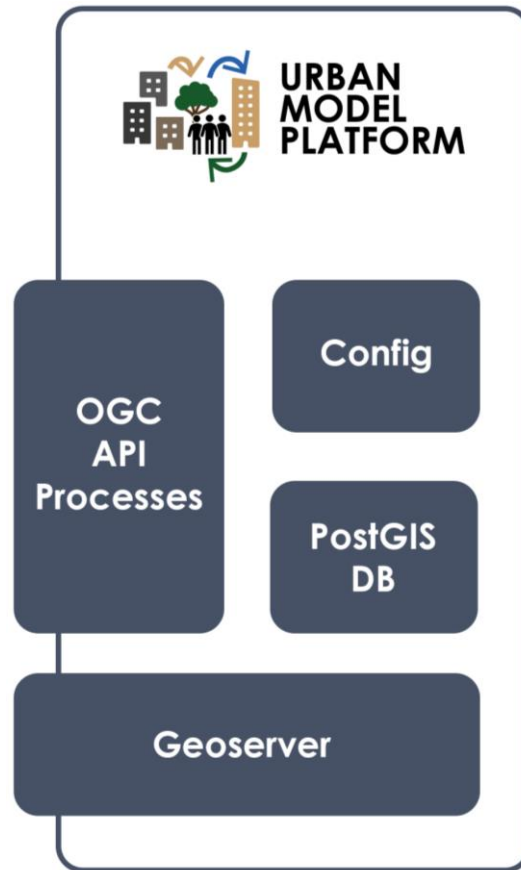 URBAN
MODEL
PLATFORM
OGC
API
Processes
Config
PostGIS
DB
Geoserver